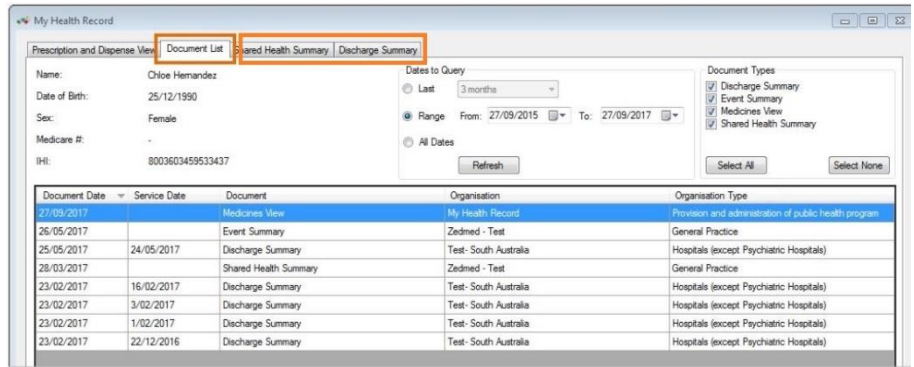 My Health Record
Prescription and Dispense View Document List Shared Health Summary Discharge Summary
Name: Chloe Hernandez
Date of Birth: 25/12/1990
Sex: Female
Medicare #: -
IHI: 8003603459533437
Dates to Query
Last 3 months
Range From: 27/09/2015 To: 27/09/2017
All Dates
Refresh
Document Types
Discharge Summary
Event Summary
Medicines View
Shared Health Summary
Select All Select None
Document Date Service Date Document Organisation Organisation Type
27/09/2017 Medicines View My Health Record Provision and administration of public health program
26/05/2017 Event Summary Zedmed - Test General Practice
25/05/2017 24/05/2017 Discharge Summary Test- South Australia Hospitals (except Psychiatric Hospitals)
28/03/2017 Shared Health Summary Zedmed - Test General Practice
23/02/2017 16/02/2017 Discharge Summary Test- South Australia Hospitals (except Psychiatric Hospitals)
23/02/2017 3/02/2017 Discharge Summary Test- South Australia Hospitals (except Psychiatric Hospitals)
23/02/2017 1/02/2017 Discharge Summary Test- South Australia Hospitals (except Psychiatric Hospitals)
23/02/2017 22/12/2016 Discharge Summary Test- South Australia Hospitals (except Psychiatric Hospitals)